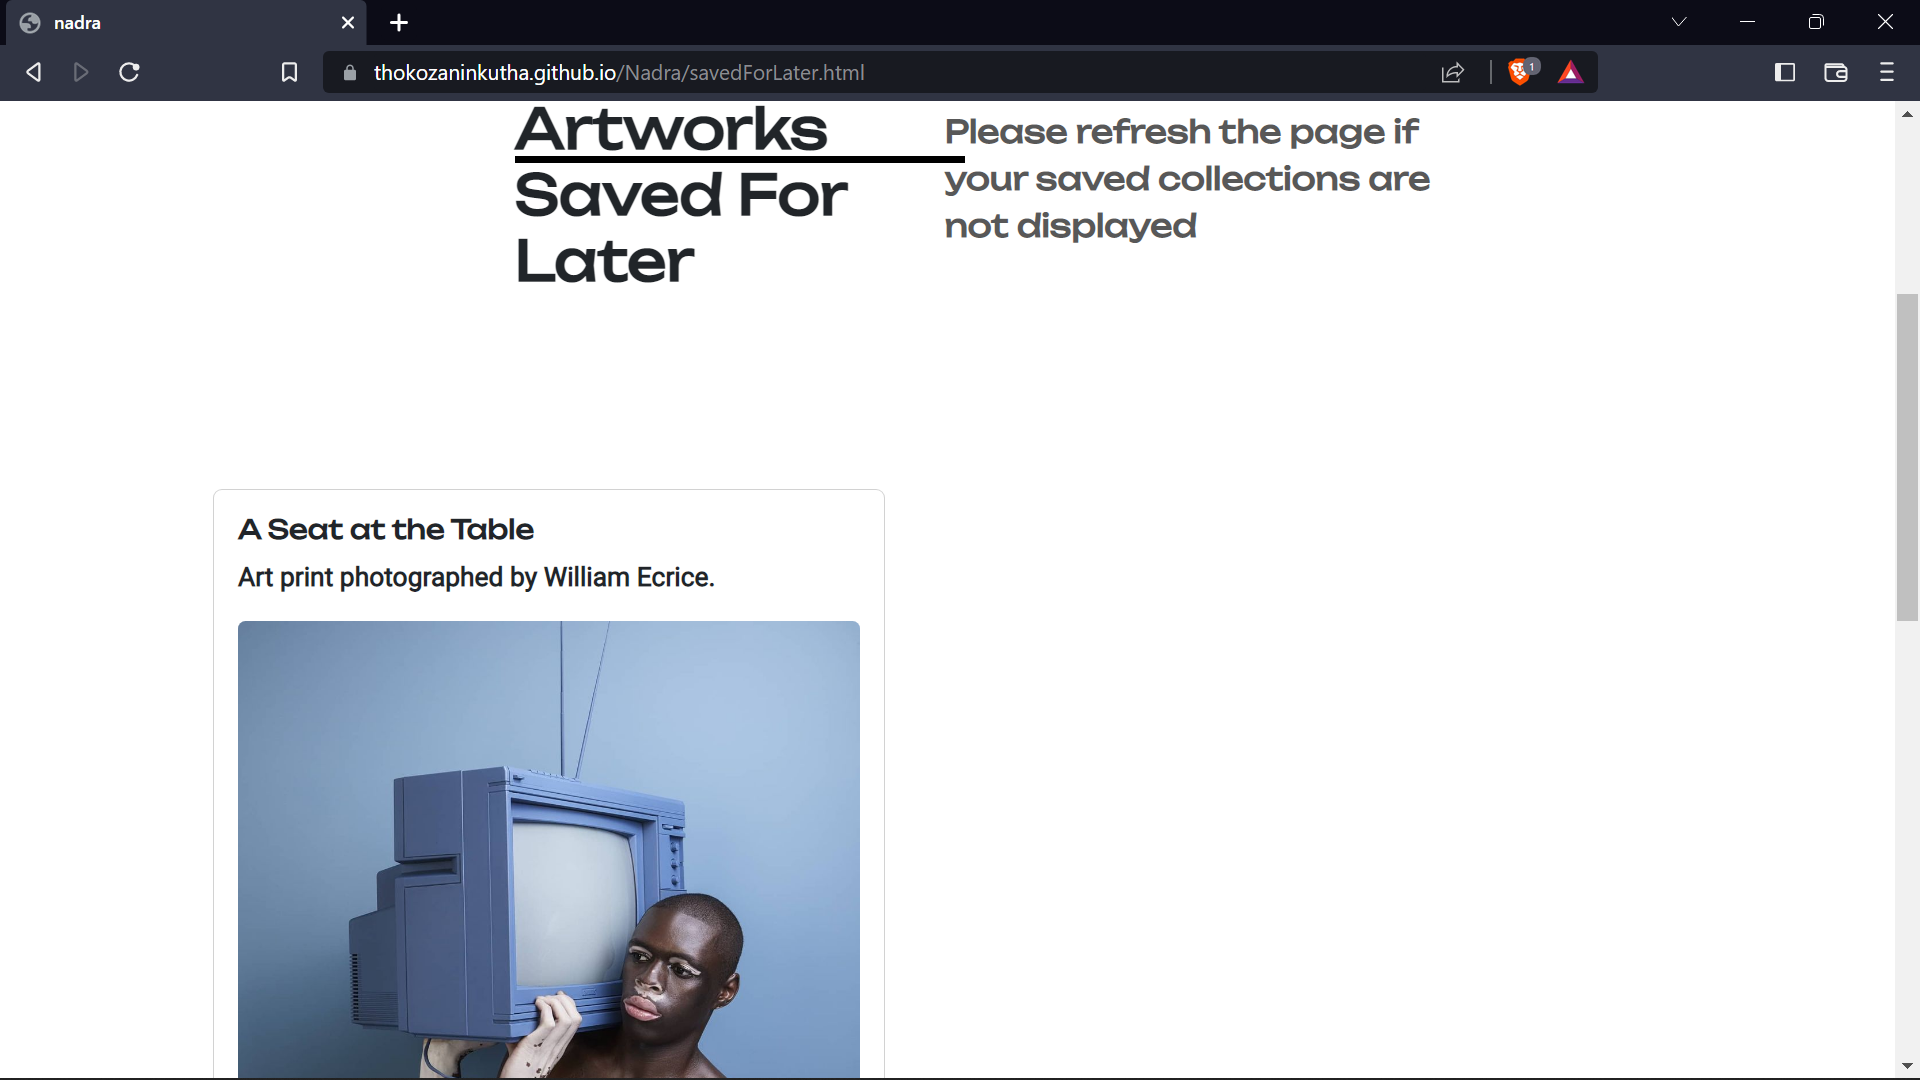 nadra
thokozaninkutha.github.io/Nadra/savedForLater.html
1
Artworks
Saved For
Later
Please refresh the page if
your saved collections are
not displayed
A Seat at the Table
Art print photographed by William Ecrice.